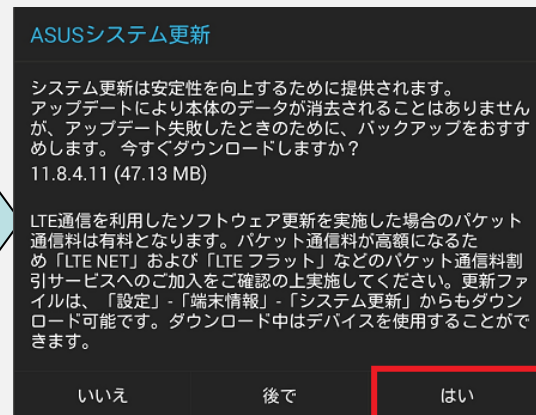 ASUSシステム更新
システム更新は安定性を向上するために提供されます。
アップデートにより本体のデータが消去されることはありません
が、アップデート失敗したときのために、バックアップをおすす
めします。 今すぐダウンロードしますか？
11.8.4.11 (47.13 MB)
LTE通信を利用したソフトウェア更新を実施した場合のパケット
通信料は有料となります。パケット通信料が高額になるた
め「LTE NET」および「LTE フラット」などのパケット通信料割
引サービスへのご加入をご確認の上実施してください。更新ファ
イルは、「設定」-「端末情報」-「システム更新」からもダウン
ロード可能です。ダウンロード中はデバイスを使用することがで
きます。
いいえ 後で はい